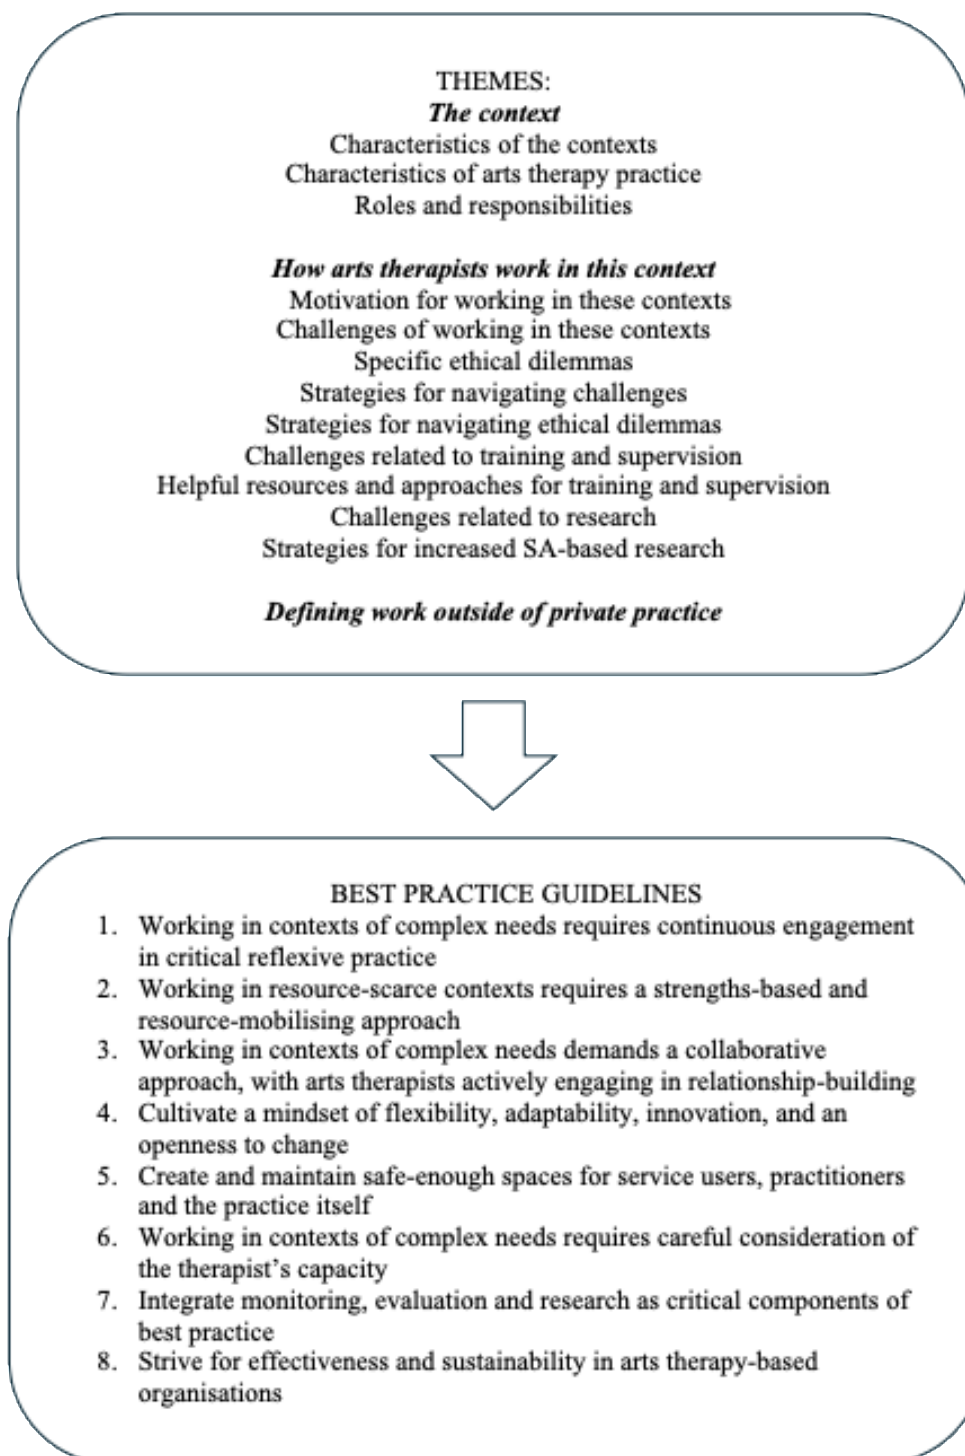 THEMES:
The context
Characteristics of the contexts
Characteristics of arts therapy practice
Roles and responsibilities
How arts therapists work in this context
Motivation for working in these contexts
Challenges of working in these contexts
Specific ethical dilemmas
Strategies for navigating challenges
Strategies for navigating ethical dilemmas
Challenges related to training and supervision
Helpful resources and approaches for training and supervision
Challenges related to research
Strategies for increased SA-based research
Defining work outside of private practice
BEST PRACTICE GUIDELINES
1. Working in contexts of complex needs requires continuous engagement
in critical reflexive practice
2. Working in resource-scarce contexts requires a strengths-based and
resource-mobilising approach
3. Working in contexts of complex needs demands a collaborative
approach, with arts therapists actively engaging in relationship-building
4. Cultivate a mindset of flexibility, adaptability, innovation, and an
openness to change
5. Create and maintain safe-enough spaces for service users, practitioners
and the practice itself
6. Working in contexts of complex needs requires careful consideration of
the therapist’s capacity
7. Integrate monitoring, evaluation and research as critical components of
best practice
8. Strive for effectiveness and sustainability in arts therapy-based
organisations